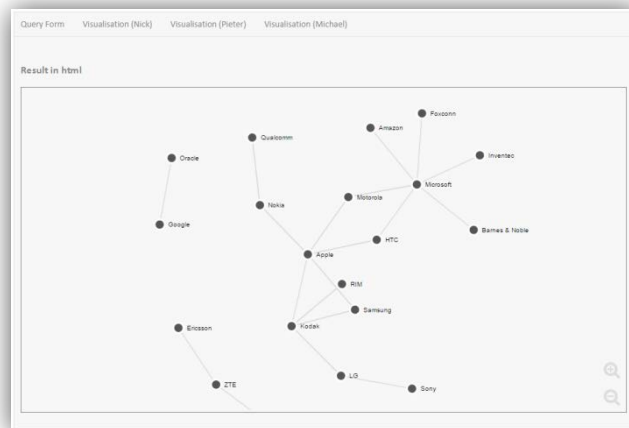 Query Form Visualisation (Nick) Visualisation (Pieter) Visualisation (Michael)
Result in html
Foxconn
Amazon
Qualcomm
Oracle
Inventec
Microsoft
Motorola
Nokia
Google
Barnes & Noble
HTC
Apple
RIM
Samsung
Kodak
Ericsson
LG
ZTE
Sony